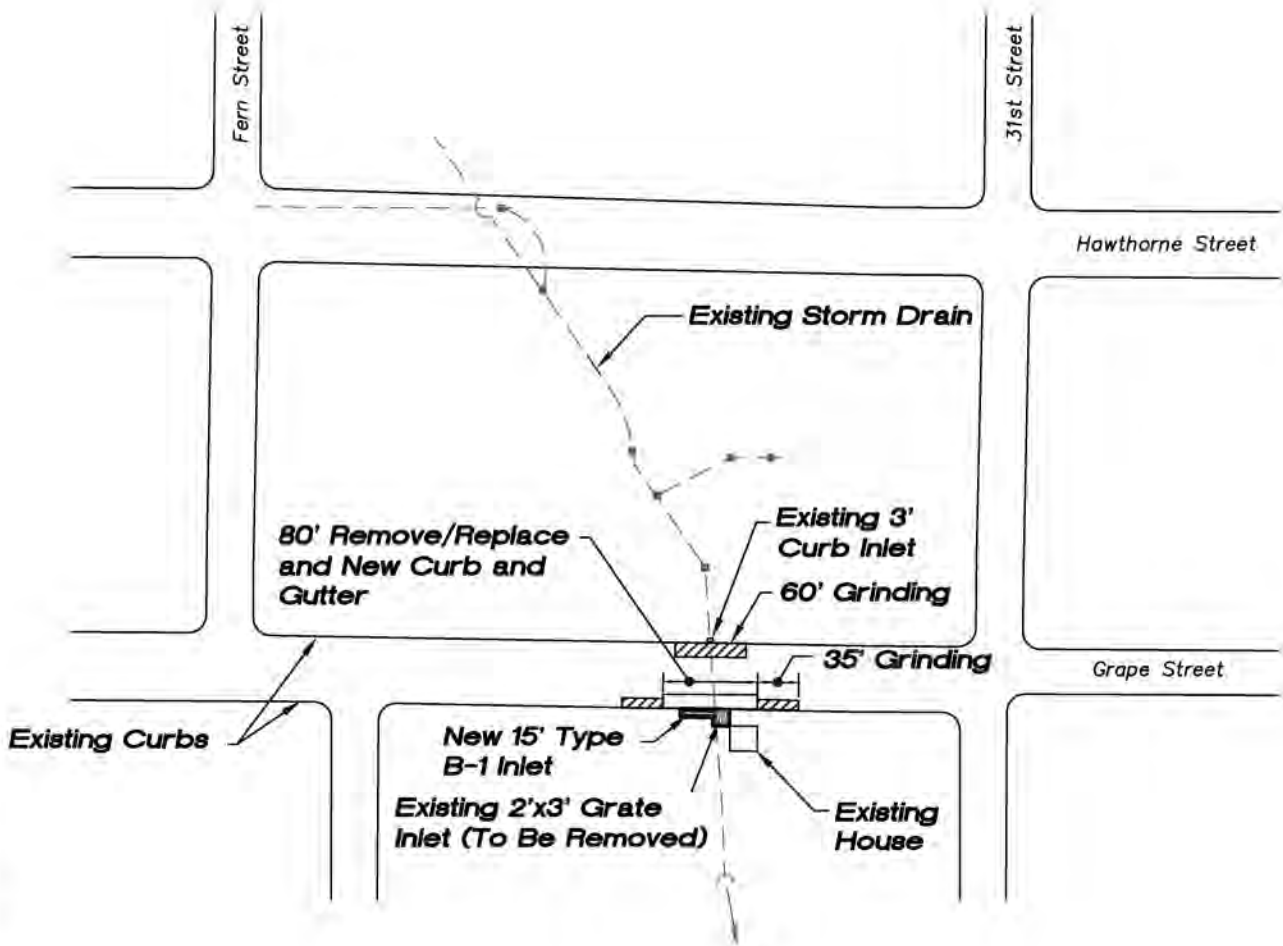 Fern Street
31st Street
Hawthorne Street
Existing Storm Drain
80' Remove/Replace
and New Curb and
Gutter
Existing 3'
Curb Inlet
60' Grinding
35' Grinding
Grape Street
Existing Curbs
New 15' Type
B-1 Inlet
Existing 2'x3' Grate
Inlet (To Be Removed)
Existing
House